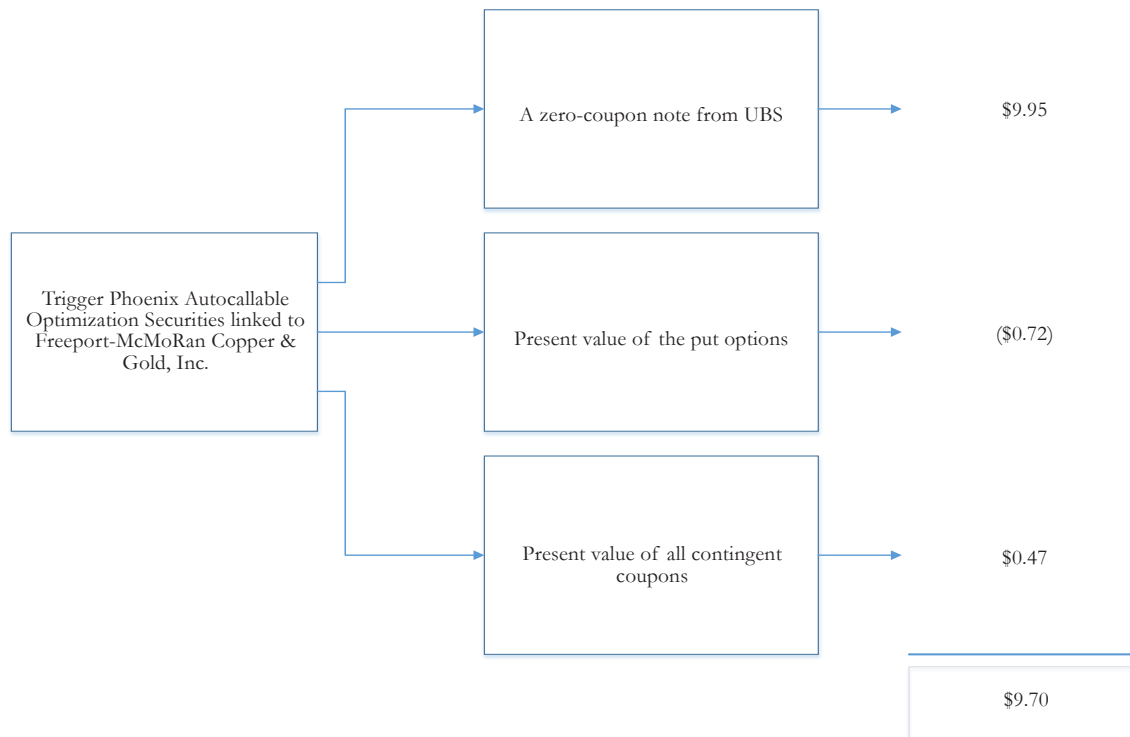 A zero-coupon note from UBS
$9.95
Trigger Phoenix Autocallable
Optimization Securities linked to
Freeport-McMoRan Copper &
Gold, Inc.
Present value of the put options
($0.72)
Present value of all contingent
coupons
$0.47
$9.70